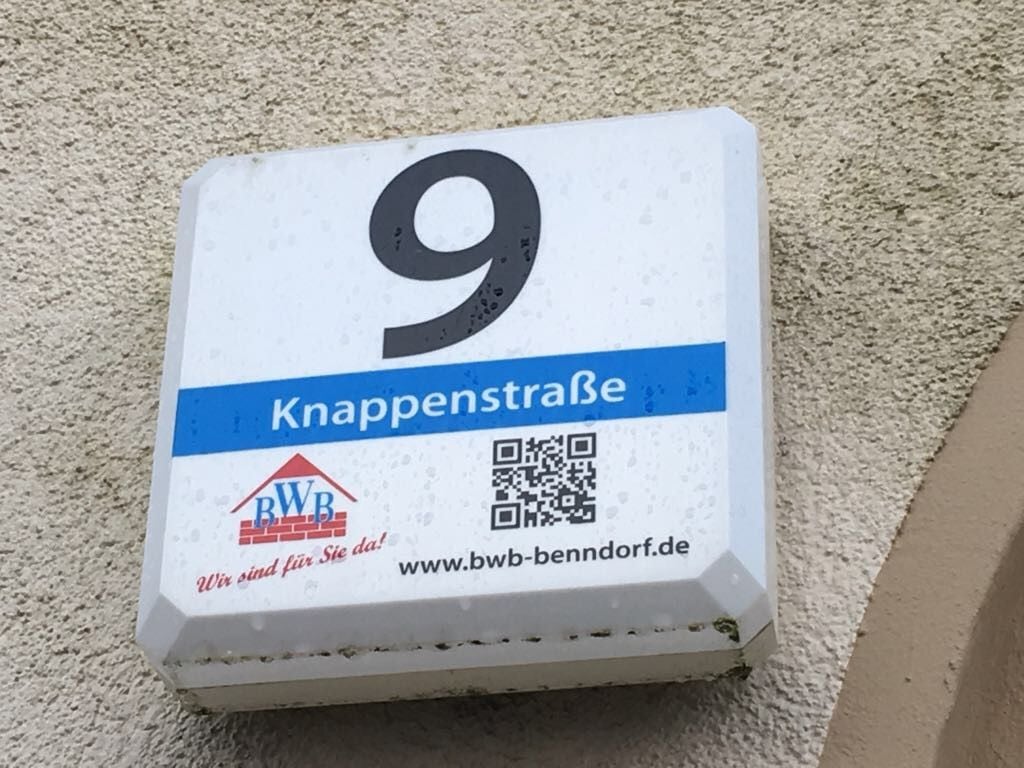 9
Knappenstraße
BWB
Wir sind für Sie da!
www.bwb-benndorf.de